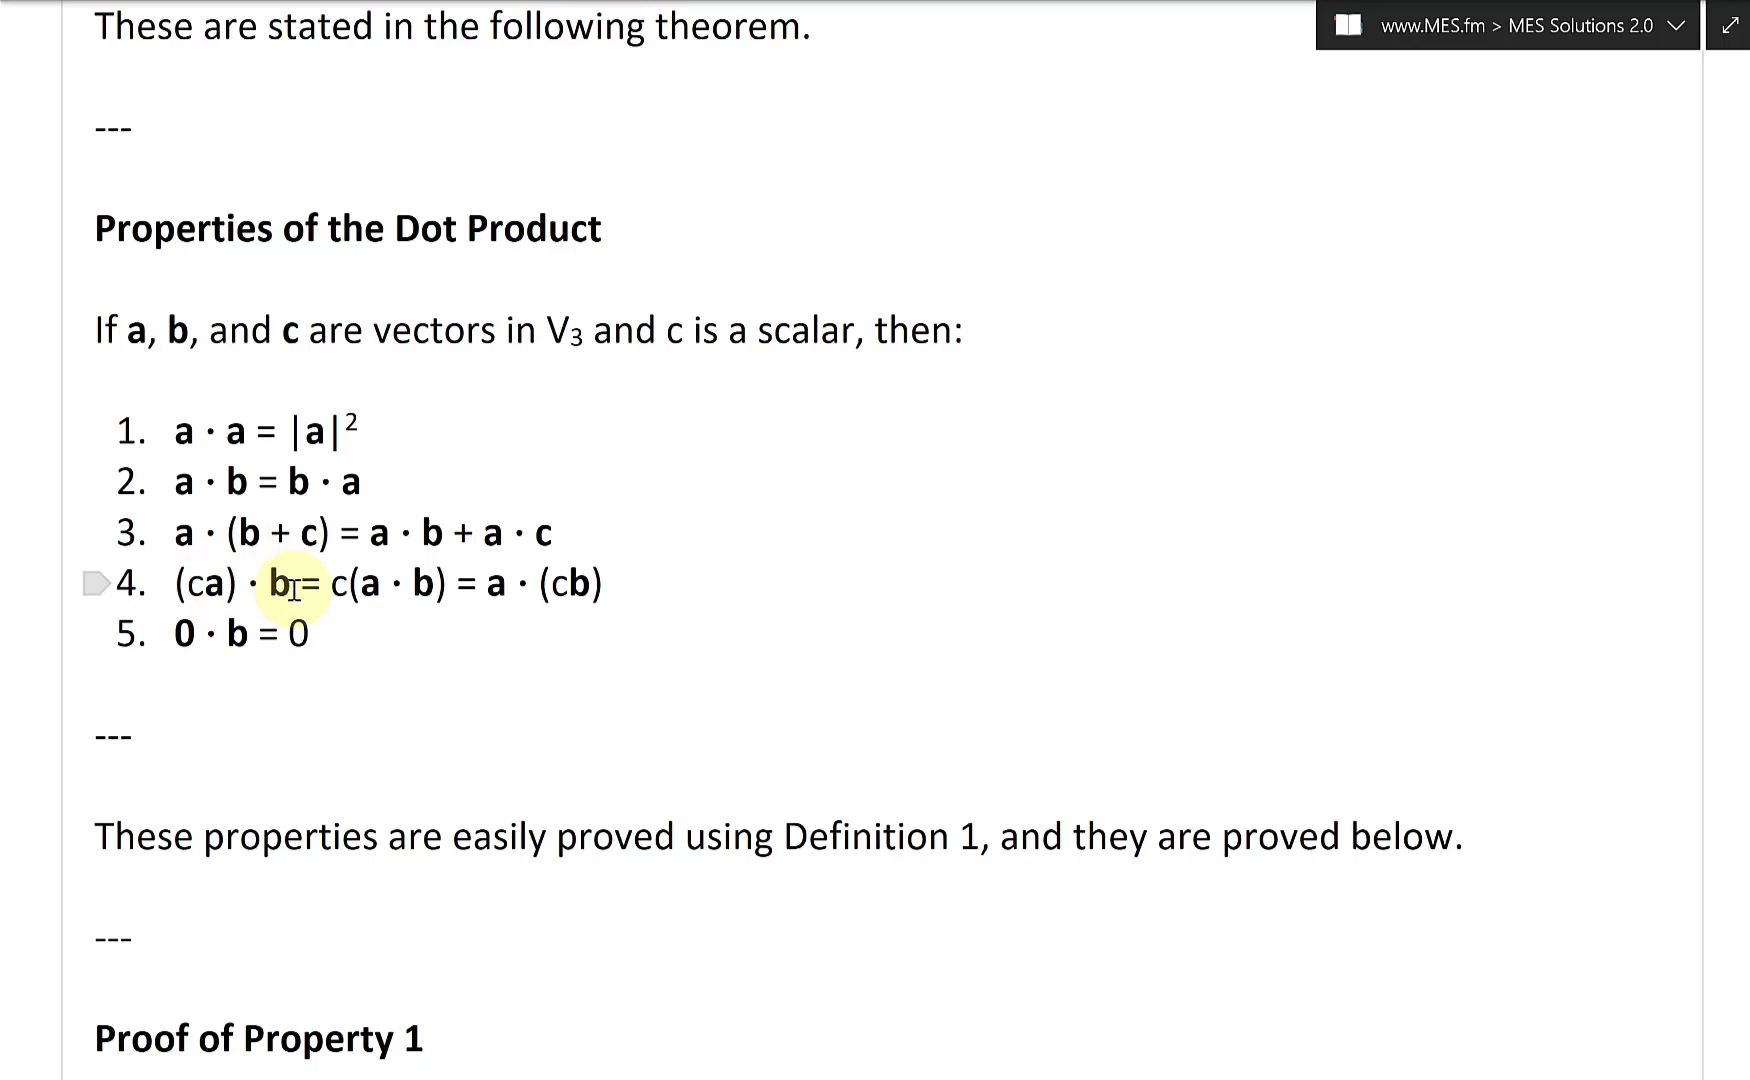 These are stated in the following theorem.
www.MES.fm > MES Solutions 2.0
---
Properties of the Dot Product
If a, b, and c are vectors in V₃ and c is a scalar, then:
1. a · a = |a|²
2. a · b = b · a
3. a · (b + c) = a · b + a · c
4. (ca) · b = c(a · b) = a · (cb)
5. 0 · b = 0
---
These properties are easily proved using Definition 1, and they are proved below.
---
Proof of Property 1